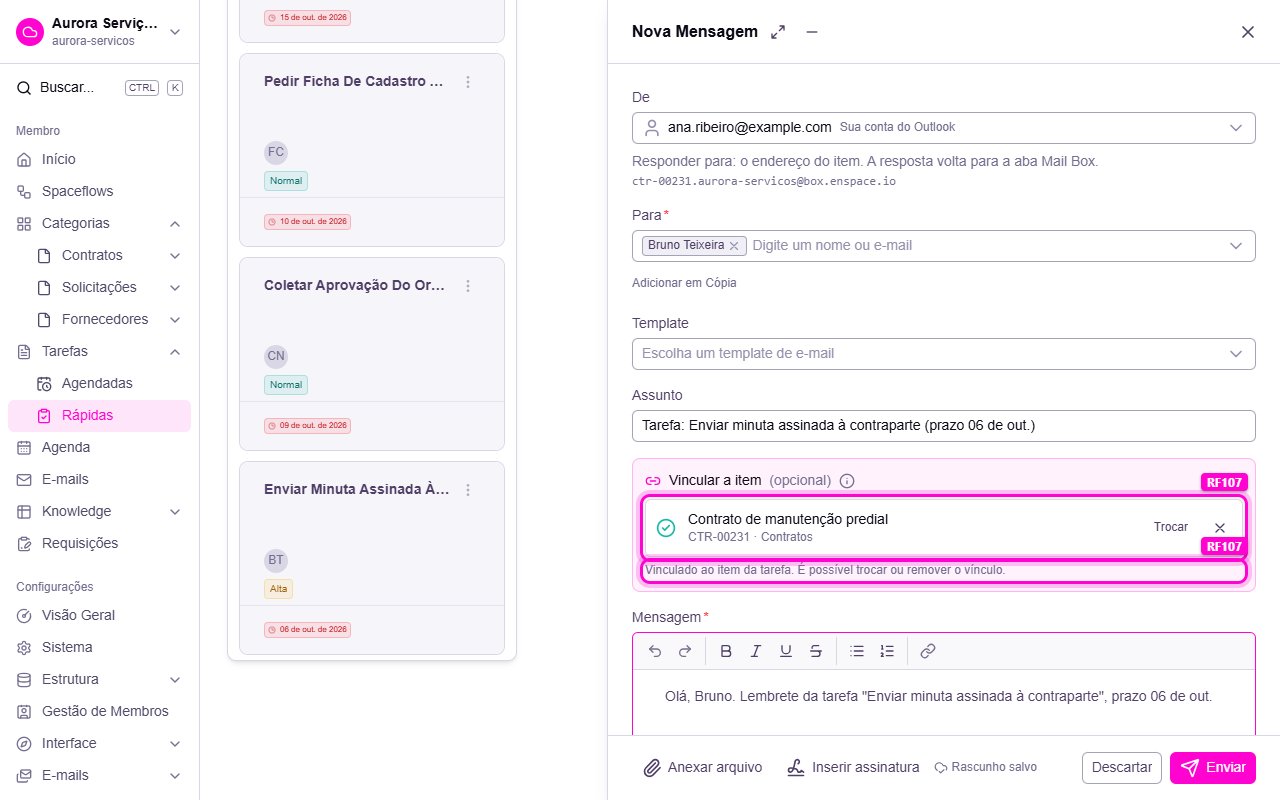 Aurora Serviç...
aurora-servicos
Buscar...
CTRL
K
Membro
Início
Spaceflows
Categorias
Contratos
Solicitações
Fornecedores
Tarefas
Agendadas
Rápidas
Agenda
E-mails
Knowledge
Requisições
Configurações
Visão Geral
Sistema
Estrutura
Gestão de Membros
Interface
E-mails
15 de out. de 2026
Pedir Ficha De Cadastro ...
FC
Normal
10 de out. de 2026
Coletar Aprovação Do Or...
CN
Normal
09 de out. de 2026
Enviar Minuta Assinada À...
BT
Alta
06 de out. de 2026
Nova Mensagem
De
ana.ribeiro@example.com Sua conta do Outlook
Responder para: o endereço do item. A resposta volta para a aba Mail Box.
ctr-00231.aurora-servicos@box.enspace.io
Para*
Bruno Teixeira
Digite um nome ou e-mail
Adicionar em Cópia
Template
Escolha um template de e-mail
Assunto
Tarefa: Enviar minuta assinada à contraparte (prazo 06 de out.)
Vincular a item (opcional)
RF107
Contrato de manutenção predial
CTR-00231 · Contratos
Trocar
RF107
Vinculado ao item da tarefa. É possível trocar ou remover o vínculo.
Mensagem*
Olá, Bruno. Lembrete da tarefa "Enviar minuta assinada à contraparte", prazo 06 de out.
Anexar arquivo
Inserir assinatura
Rascunho salvo
Descartar
Enviar